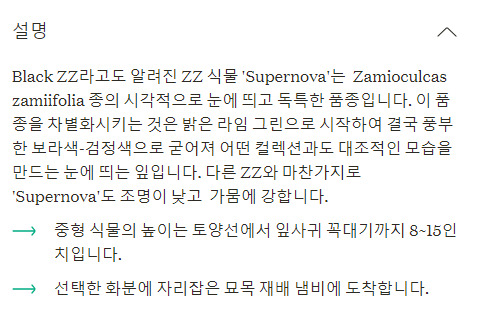 설명
Black ZZ라고도 알려진 ZZ 식물 'Supernova'는 Zamioculcas
zamiifolia 종의 시각적으로 눈에 띄고 독특한 품종입니다. 이 품
종을 차별화시키는 것은 밝은 라임 그린으로 시작하여 결국 풍부
한 보라색-검정색으로 굳어져 어떤 컬렉션과도 대조적인 모습을
만드는 눈에 띄는 잎입니다. 다른 ZZ와 마찬가지로
'Supernova'도 조명이 낮고 가뭄에 강합니다.
중형 식물의 높이는 토양선에서 잎사귀 꼭대기까지 8~15인
치입니다.
선택한 화분에 자리잡은 묘목 재배 냄비에 도착합니다.